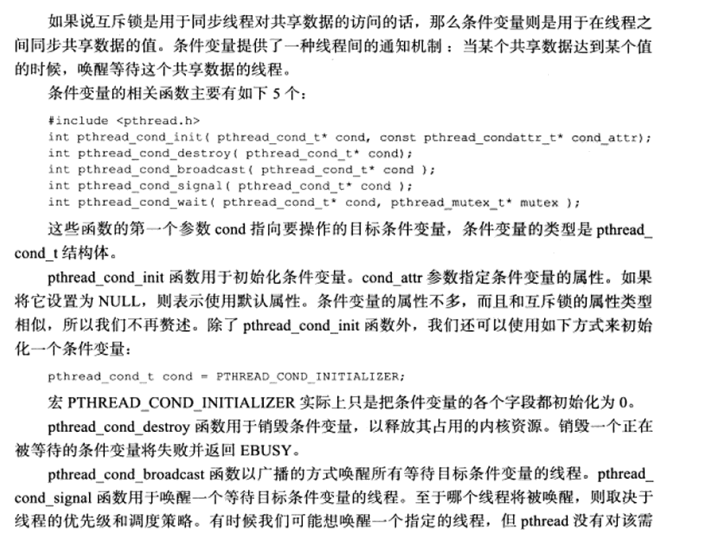 如果说互斥锁是用于同步线程对共享数据的访问的话，那么条件变量则是用于在线程之
间同步共享数据的值。条件变量提供了一种线程间的通知机制：当某个共享数据达到某个值
的时候，唤醒等待这个共享数据的线程。
条件变量的相关函数主要有如下 5 个：
#include <pthread.h>
int pthread_cond_init( pthread_cond_t* cond, const pthread_condattr_t* cond_attr);
int pthread_cond_destroy( pthread_cond_t* cond);
int pthread_cond_broadcast( pthread_cond_t* cond );
int pthread_cond_signal( pthread_cond_t* cond );
int pthread_cond_wait( pthread_cond_t* cond, pthread_mutex_t* mutex );
这些函数的第一个参数 cond 指向要操作的目标条件变量，条件变量的类型是 pthread_
cond_t 结构体。
pthread_cond_init 函数用于初始化条件变量。cond_attr 参数指定条件变量的属性。如果
将它设置为 NULL，则表示使用默认属性。条件变量的属性不多，而且和互斥锁的属性类型
相似，所以我们不再赘述。除了 pthread_cond_init 函数外，我们还可以使用如下方式来初始
化一个条件变量：
pthread_cond_t cond = PTHREAD_COND_INITIALIZER;
宏 PTHREAD_COND_INITIALIZER 实际上只是把条件变量的各个字段都初始化为 0。
pthread_cond_destroy 函数用于销毁条件变量，以释放其占用的内核资源。销毁一个正在
被等待的条件变量将失败并返回 EBUSY。
pthread_cond_broadcast 函数以广播的方式唤醒所有等待目标条件变量的线程。pthread_
cond_signal 函数用于唤醒一个等待目标条件变量的线程。至于哪个线程将被唤醒，则取决于
线程的优先级和调度策略。有时候我们可能想唤醒一个指定的线程，但 pthread 没有对该需